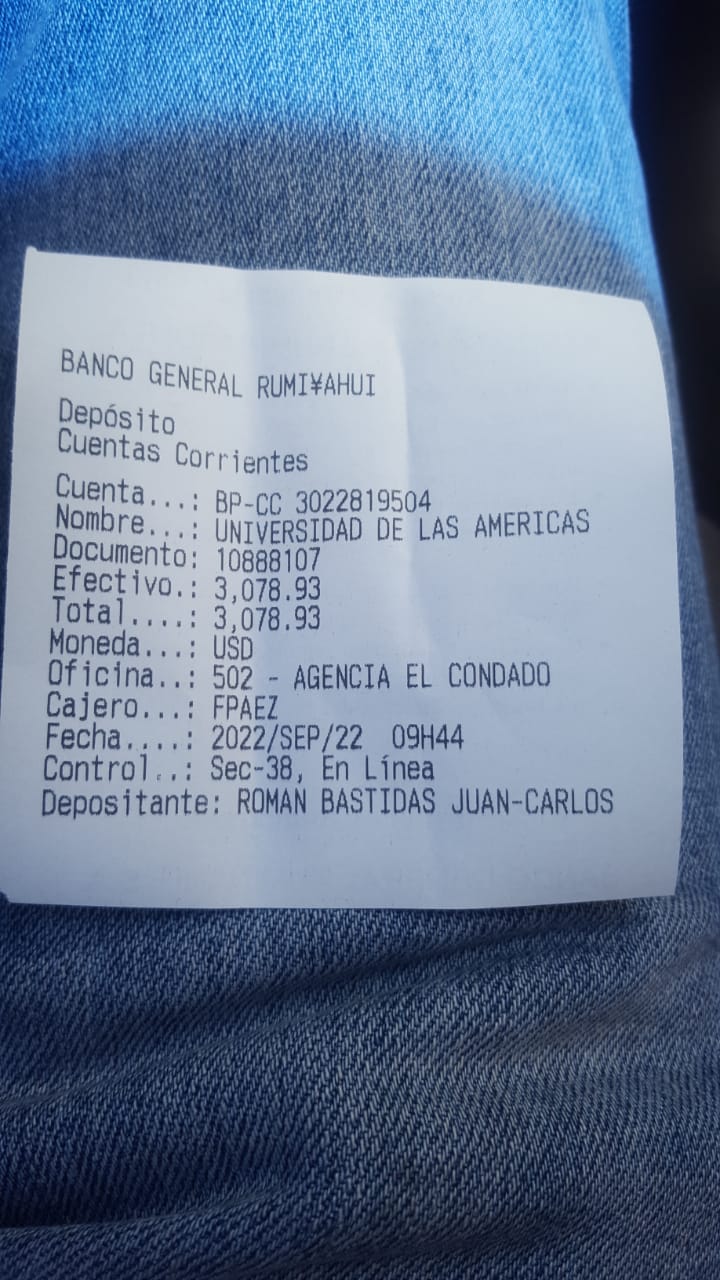 BANCO GENERAL RUMI¥AHUI
Depósito
Cuentas Corrientes
Cuenta...: BP-CC 3022819504
Nombre...: UNIVERSIDAD DE LAS AMERICAS
Documento: 10888107
Efectivo.: 3,078.93
Total....: 3,078.93
Moneda...: USD
Oficina..: 502 - AGENCIA EL CONDADO
Cajero...: FPAEZ
Fecha....: 2022/SEP/22 09H44
Control..: Sec-38, En Línea
Depositante: ROMAN BASTIDAS JUAN-CARLOS